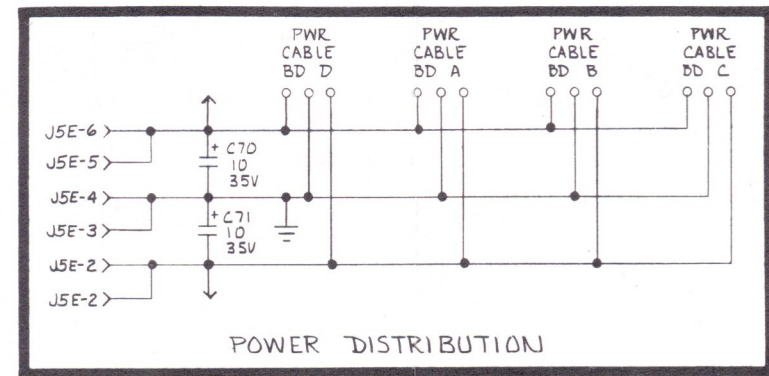 PWR CABLE BD D
PWR CABLE BD A
PWR CABLE BD B
PWR CABLE BD C
J5E-6
J5E-5
J5E-4
J5E-3
J5E-2
J5E-2
+ C70
10
35V
+ C71
10
35V
POWER DISTRIBUTION